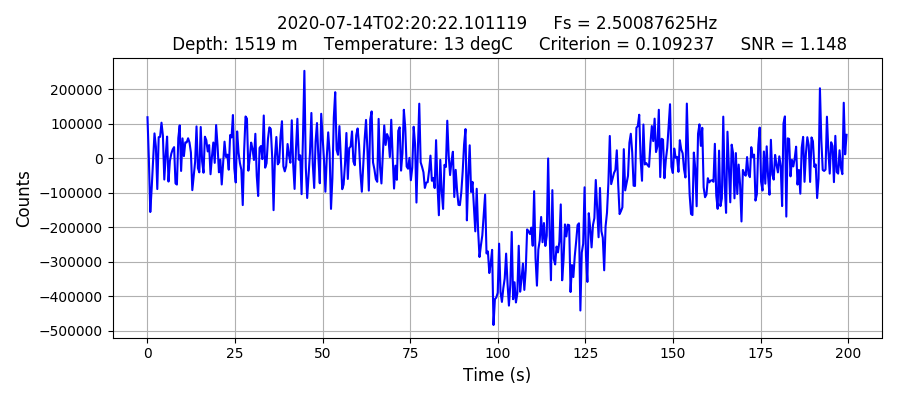 2020-07-14T02:20:22.101119 Fs = 2.50087625Hz
Depth: 1519 m Temperature: 13 degC Criterion = 0.109237 SNR = 1.148
200000
100000
0
−100000
−200000
−300000
−400000
−500000
Counts
0 25 50 75 100 125 150 175 200
Time (s)